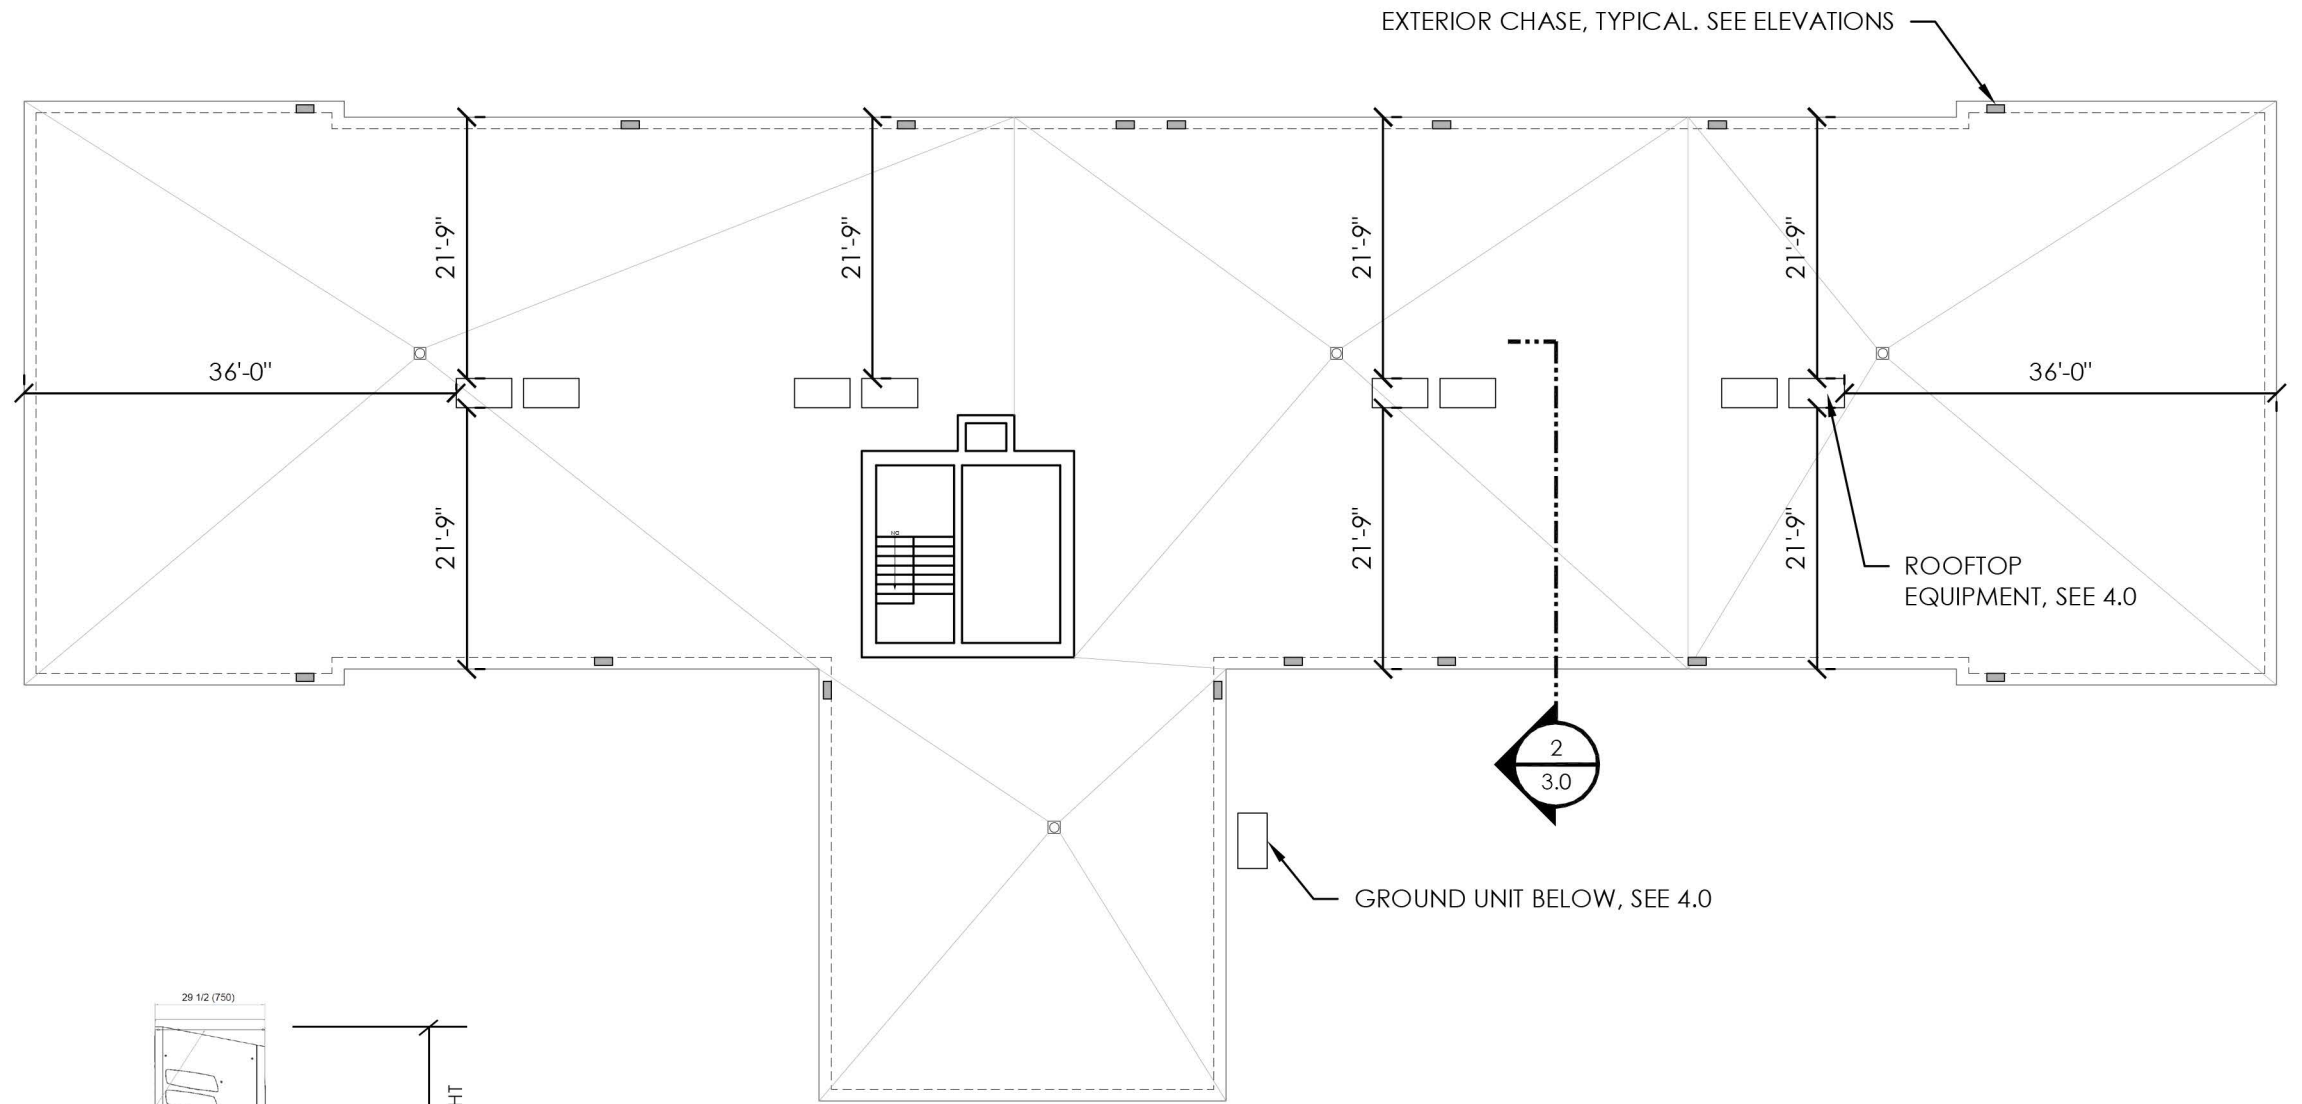 EXTERIOR CHASE, TYPICAL. SEE ELEVATIONS
21'-9"
21'-9"
21'-9"
21'-9"
36'-0"
36'-0"
21'-9"
21'-9"
21'-9"
DN
ROOFTOP
EQUIPMENT, SEE 4.0
2
3.0
GROUND UNIT BELOW, SEE 4.0
29 1/2 (750)
HT